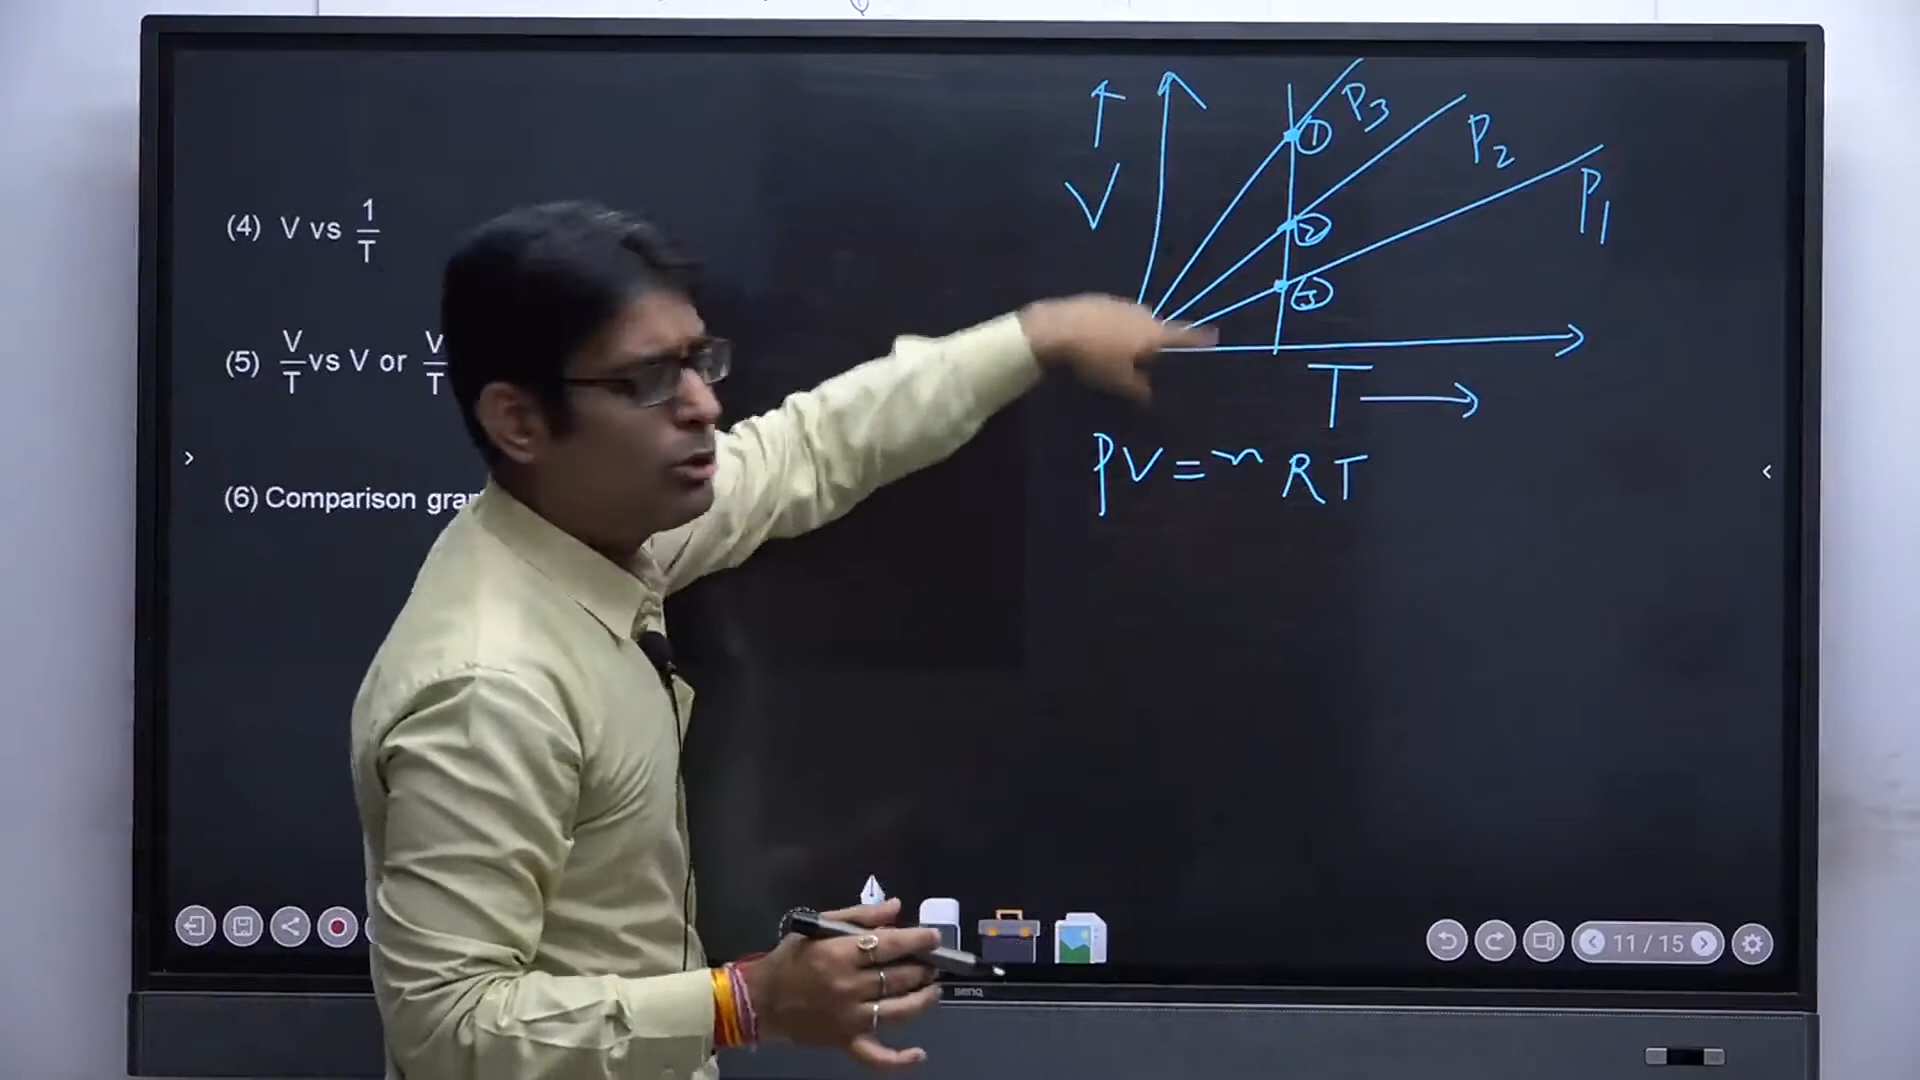 (4) V vs 1/T
(5) V/T vs V or V/T
(6) Comparison gra
↑
V
P3
P2
P1
①
②
③
T →
PV = nRT
11 / 15
BenQ